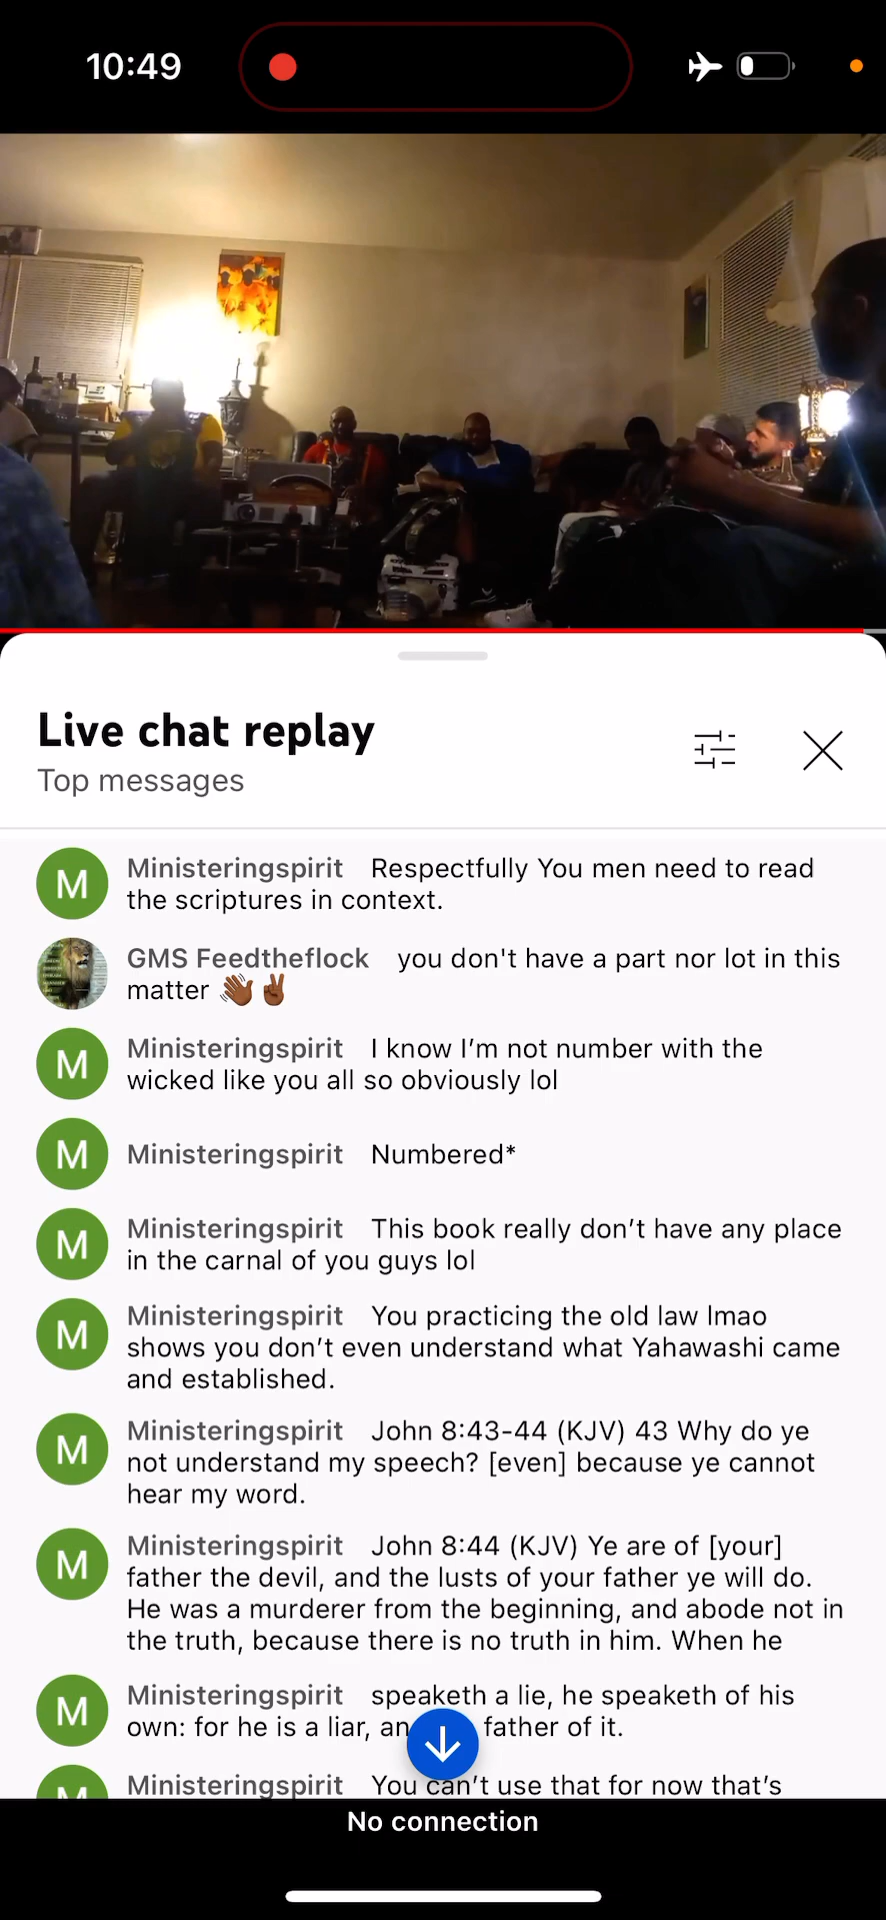 10:49
Live chat replay
Top messages
M
Ministeringspirit Respectfully You men need to read
the scriptures in context.
GMS Feedtheflock you don't have a part nor lot in this
matter 👋🏾✌🏾
M
Ministeringspirit I know I’m not number with the
wicked like you all so obviously lol
M
Ministeringspirit Numbered*
M
Ministeringspirit This book really don’t have any place
in the carnal of you guys lol
M
Ministeringspirit You practicing the old law lmao
shows you don’t even understand what Yahawashi came
and established.
M
Ministeringspirit John 8:43-44 (KJV) 43 Why do ye
not understand my speech? [even] because ye cannot
hear my word.
M
Ministeringspirit John 8:44 (KJV) Ye are of [your]
father the devil, and the lusts of your father ye will do.
He was a murderer from the beginning, and abode not in
the truth, because there is no truth in him. When he
M
Ministeringspirit speaketh a lie, he speaketh of his
own: for he is a liar, father of it.
M
Ministeringspirit You can’t use that for now that’s
No connection